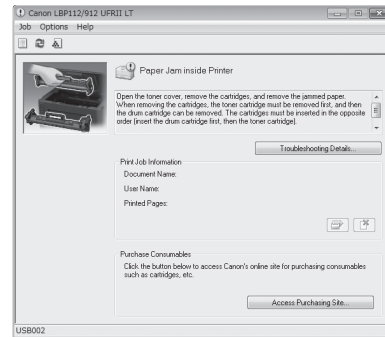 Canon LBP112/912 UFRII LT
Job Options Help
Paper Jam inside Printer
Open the toner cover, remove the cartridges, and remove the jammed paper.
When removing the cartridges, the toner cartridge must be removed first, and then
the drum cartridge can be removed. The cartridges must be inserted in the opposite
order (insert the drum cartridge first, then the toner cartridge).
Troubleshooting Details...
Print Job Information
Document Name:
User Name:
Printed Pages:
Purchase Consumables
Click the button below to access Canon's online site for purchasing consumables
such as cartridges, etc.
Access Purchasing Site...
USB002